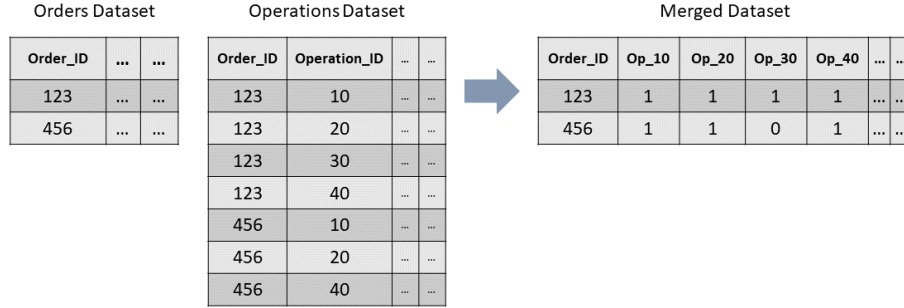 Orders Dataset
Order_ID ... ...
123 ... ...
456 ... ...
Operations Dataset
Order_ID Operation_ID ... ...
123 10 ... ...
123 20 ... ...
123 30 ... ...
123 40 ... ...
456 10 ... ...
456 20 ... ...
456 40 ... ...
Merged Dataset
Order_ID Op_10 Op_20 Op_30 Op_40 ... ...
123 1 1 1 1 ... ...
456 1 1 0 1 ... ...